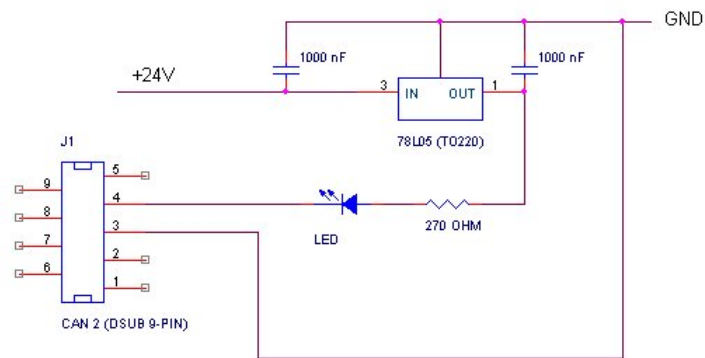 GND
1000 nF
1000 nF
+24V
3 IN OUT 1
78L05 (TO220)
J1
5
9
4
8
3
7
2
6
1
LED
270 OHM
CAN 2 (DSUB 9-PIN)